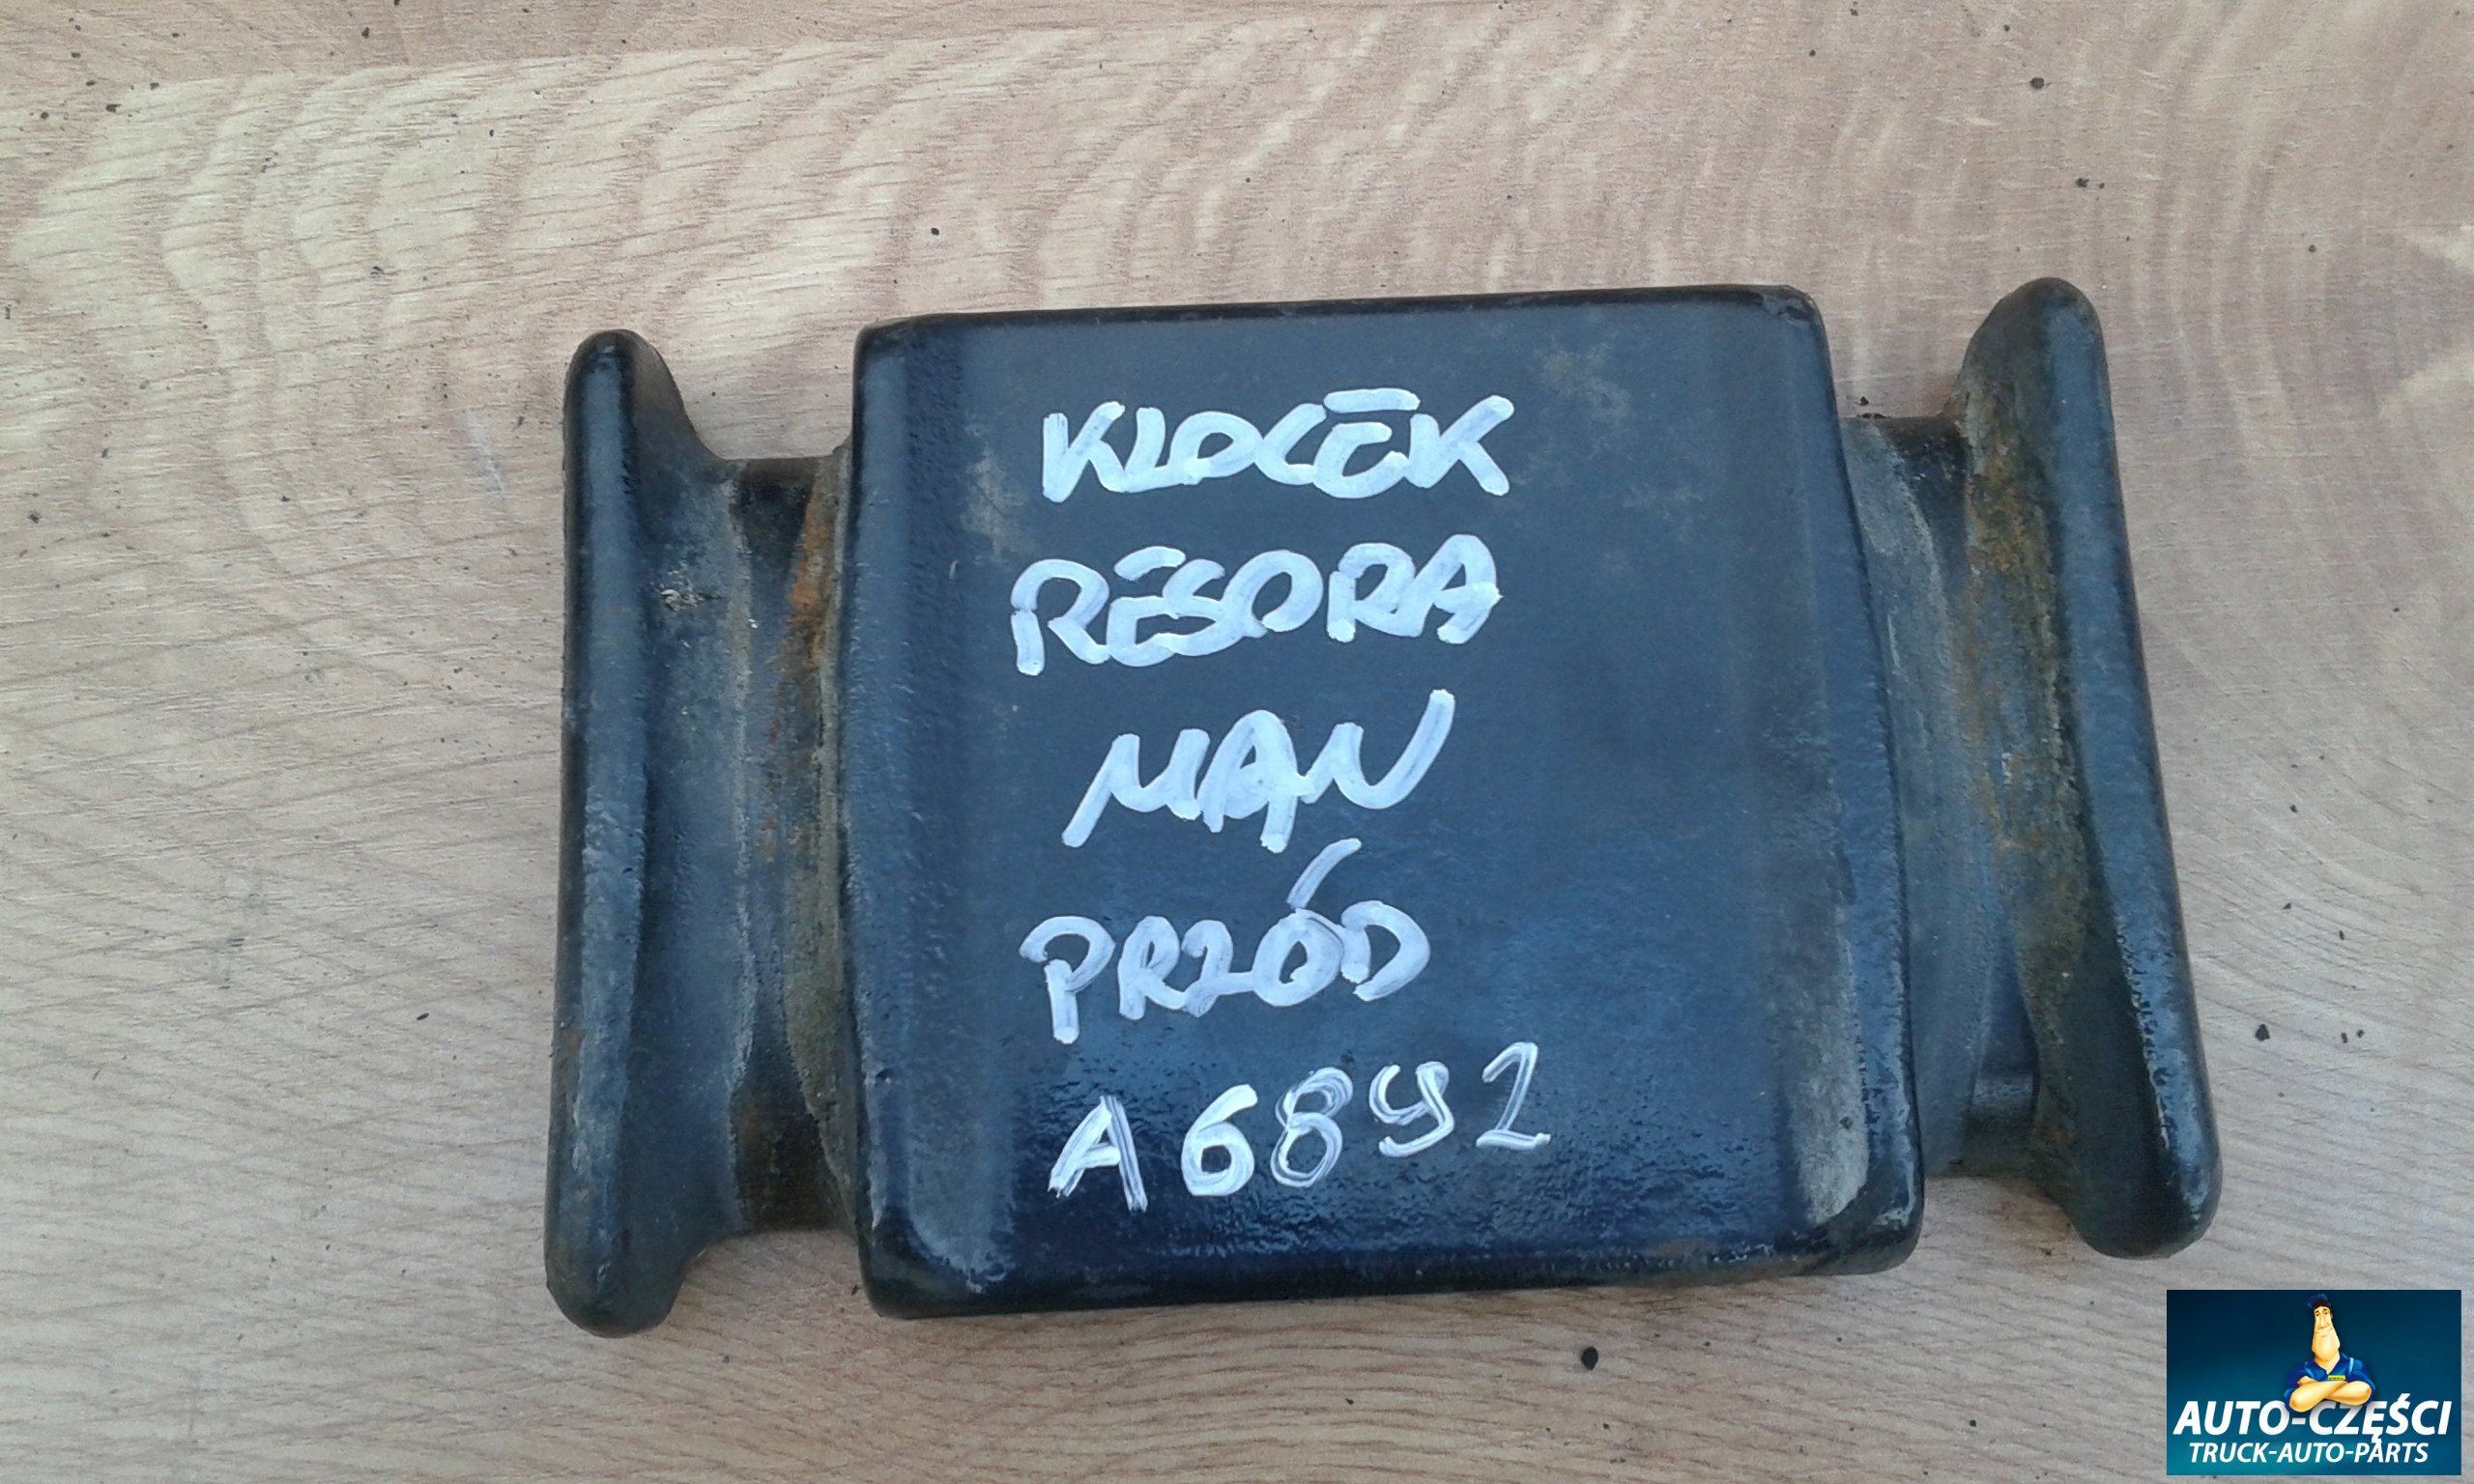 KLOCEK
RESORA
MAN
PRZÓD
A6892
AUTO-CZĘŚCI
TRUCK-AUTO-PARTS